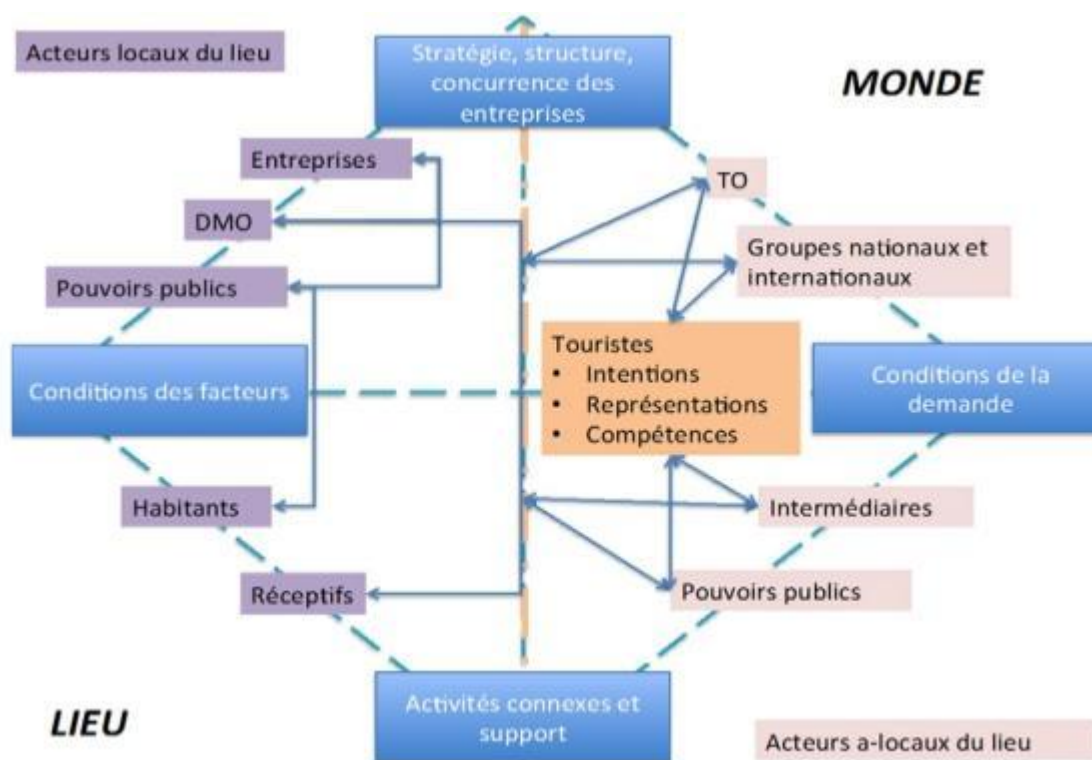 Acteurs locaux du lieu
Stratégie, structure,
concurrence des
entreprises
MONDE
Entreprises
TO
DMO
Groupes nationaux et
internationaux
Pouvoirs publics
Touristes
• Intentions
• Représentations
• Compétences
Conditions des facteurs
Conditions de la
demande
Habitants
Intermédiaires
Réceptifs
Pouvoirs publics
LIEU
Activités connexes et
support
Acteurs a-locaux du lieu